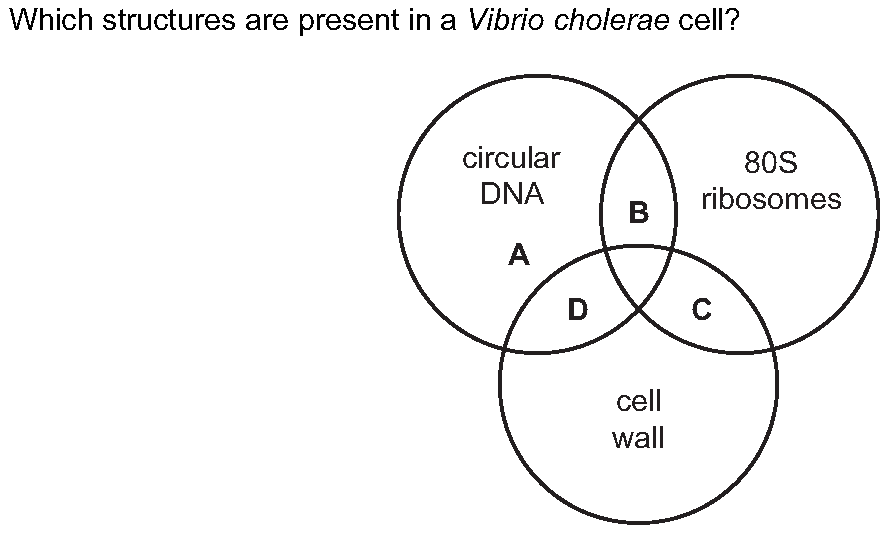 Which structures are present in a Vibrio cholerae cell?
circular
DNA
80S
ribosomes
B
A
D
C
cell
wall